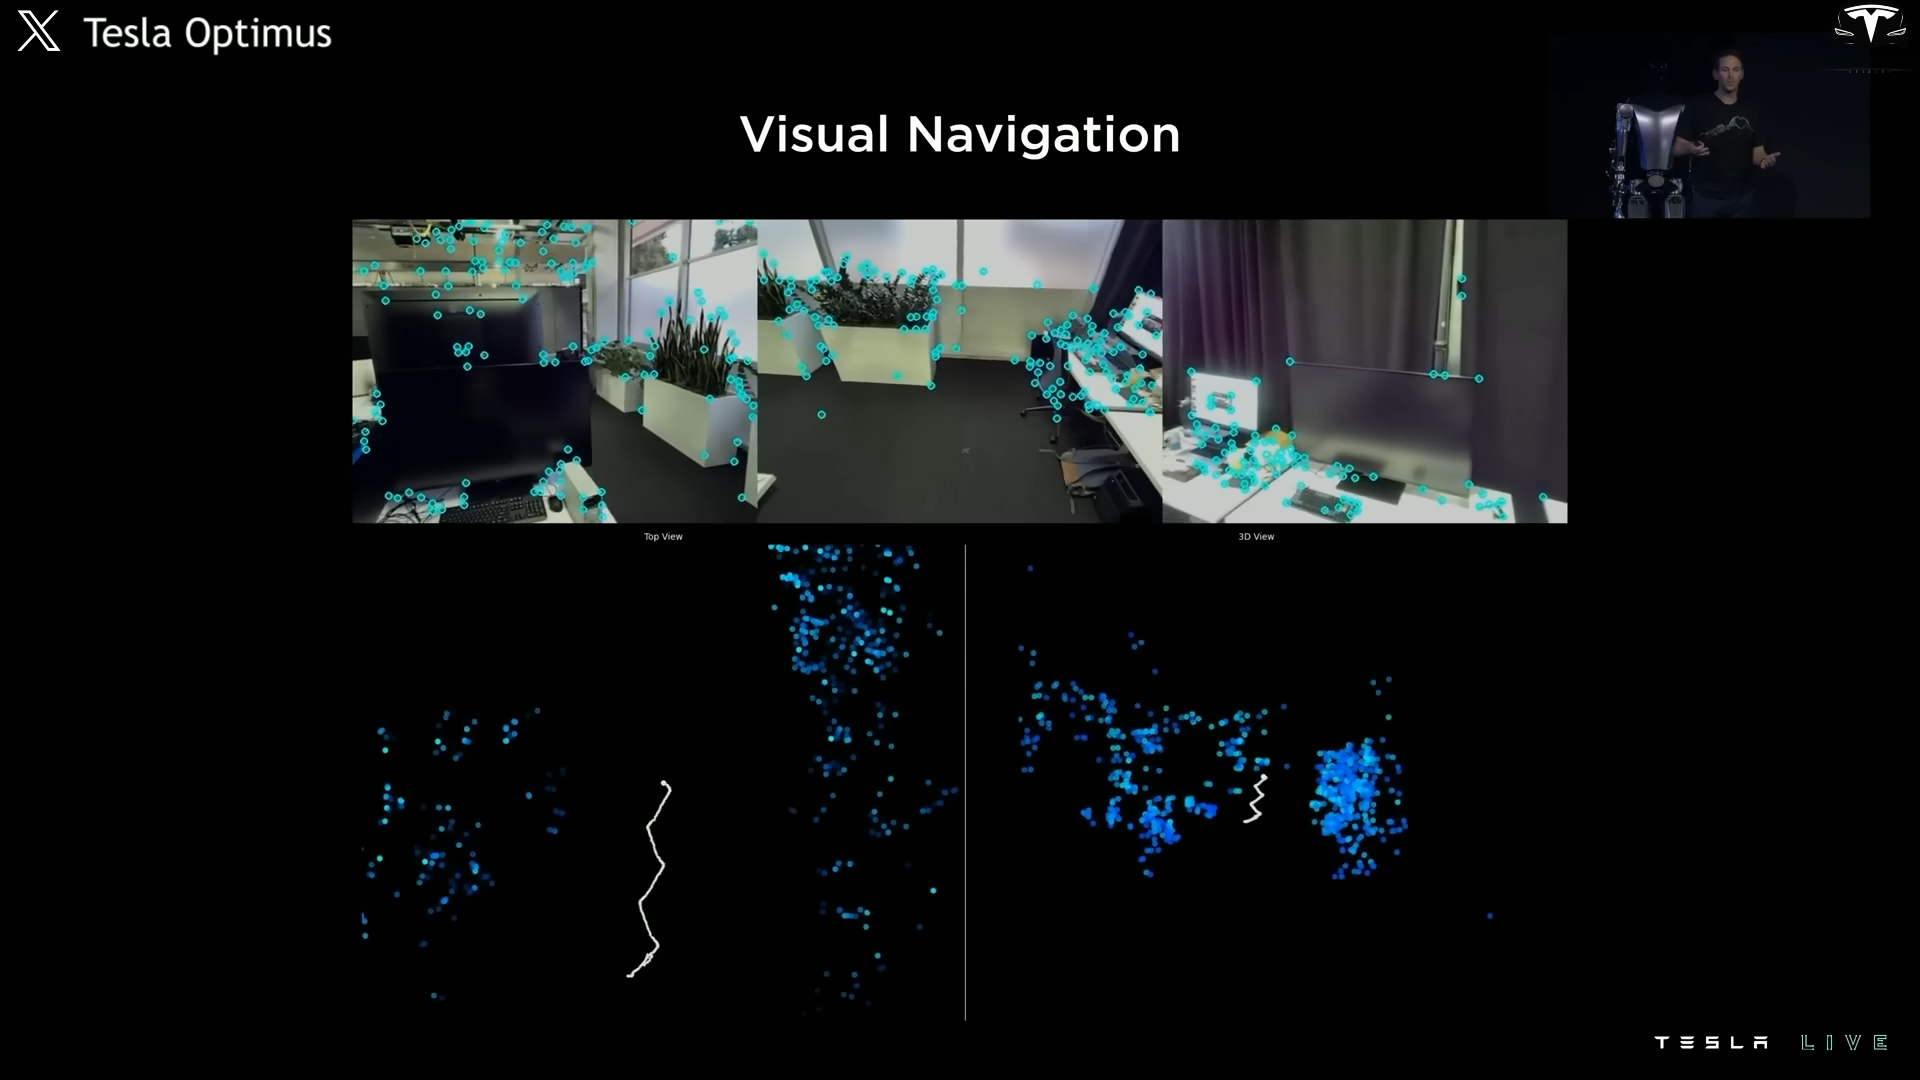 Tesla Optimus
Visual Navigation
Top View
3D View
TESLA LIVE